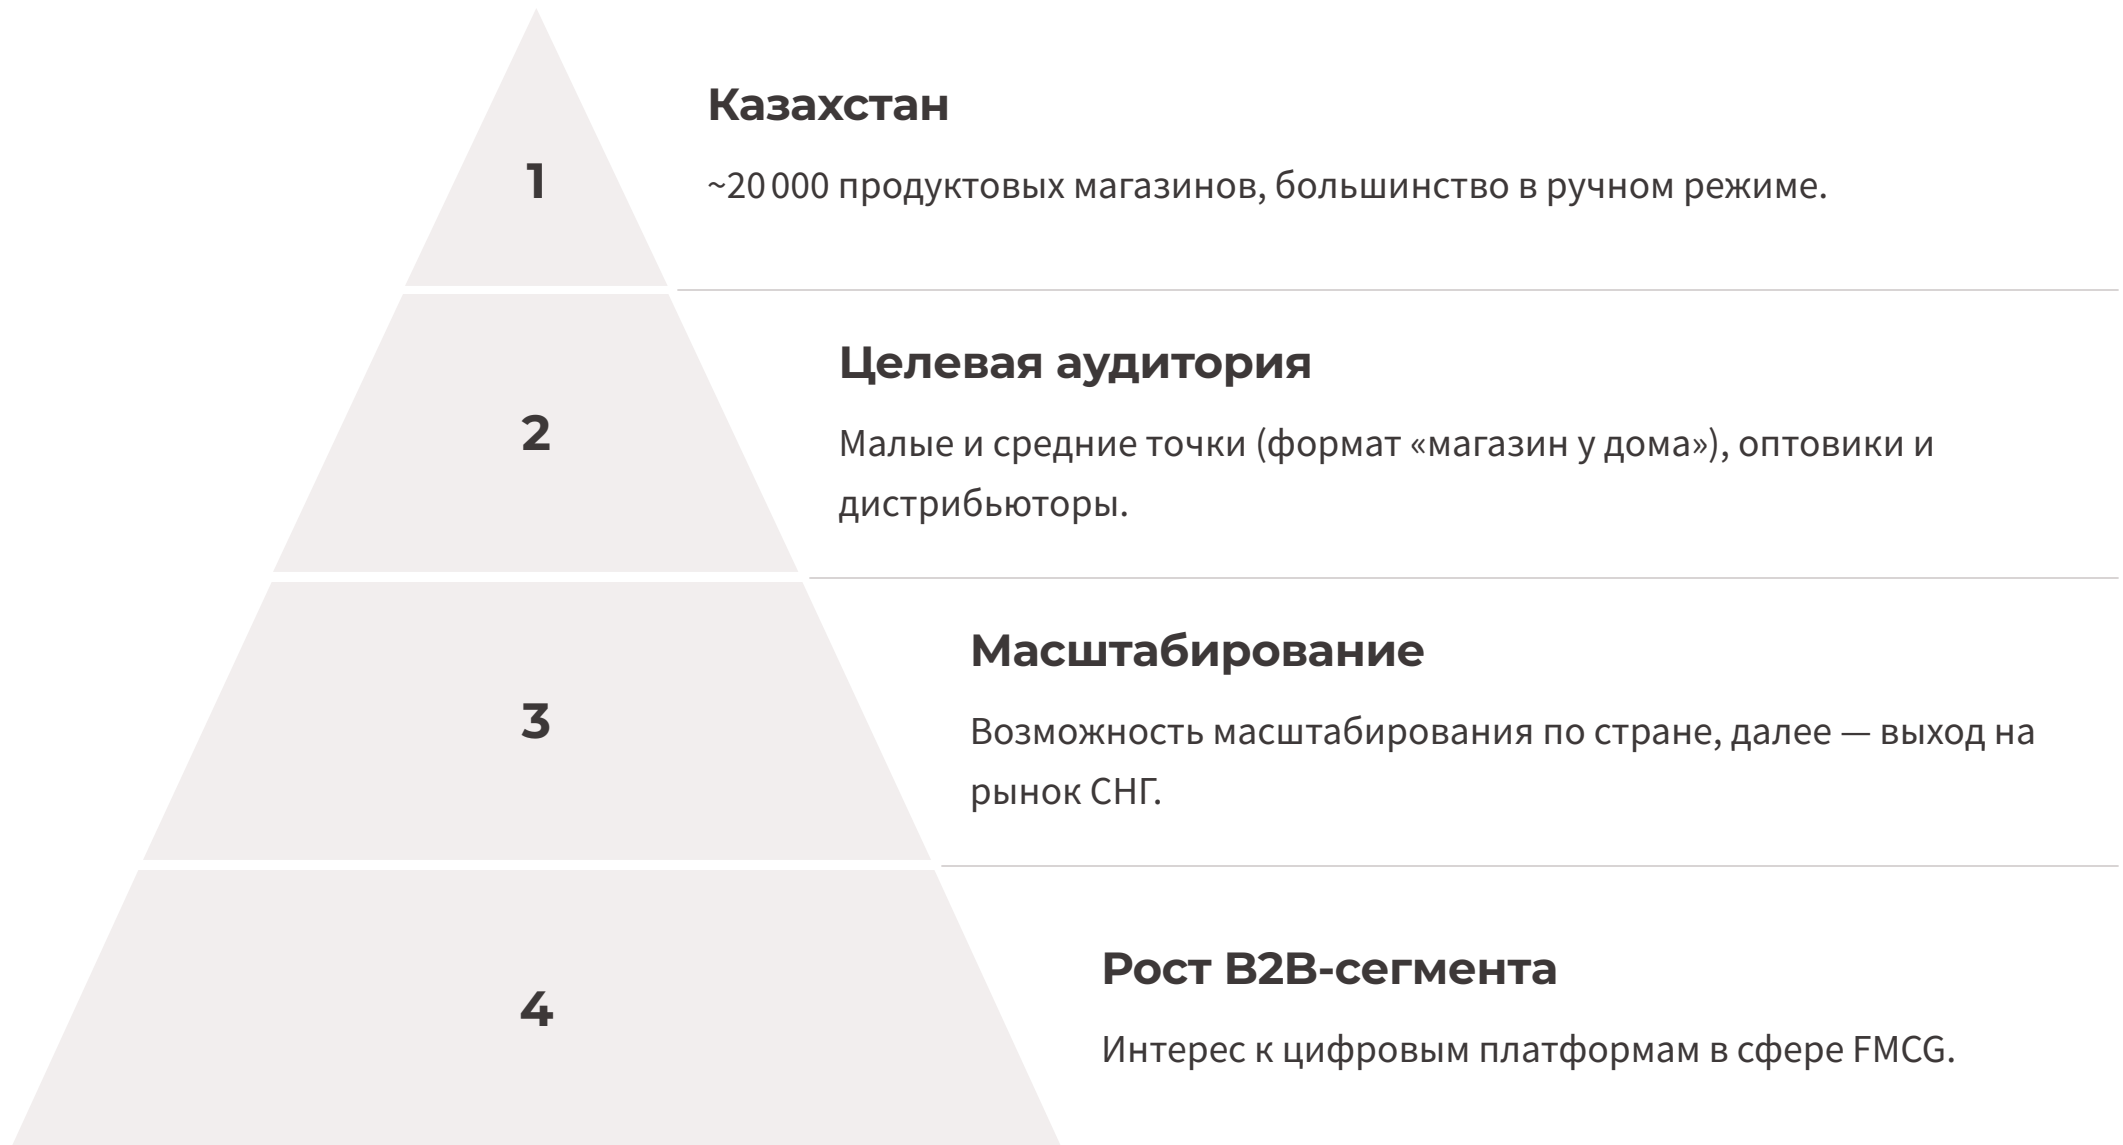 1
Казахстан
~20 000 продуктовых магазинов, большинство в ручном режиме.
2
Целевая аудитория
Малые и средние точки (формат «магазин у дома»), оптовики и
дистрибьюторы.
3
Масштабирование
Возможность масштабирования по стране, далее — выход на
рынок СНГ.
4
Рост B2B-сегмента
Интерес к цифровым платформам в сфере FMCG.